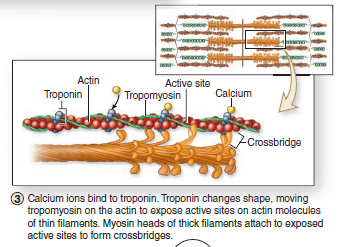 Actin
Active site
Troponin
Tropomyosin
Calcium
Crossbridge
3 Calcium ions bind to troponin. Troponin changes shape, moving
tropomyosin on the actin to expose active sites on actin molecules
of thin filaments. Myosin heads of thick filaments attach to exposed
active sites to form crossbridges.